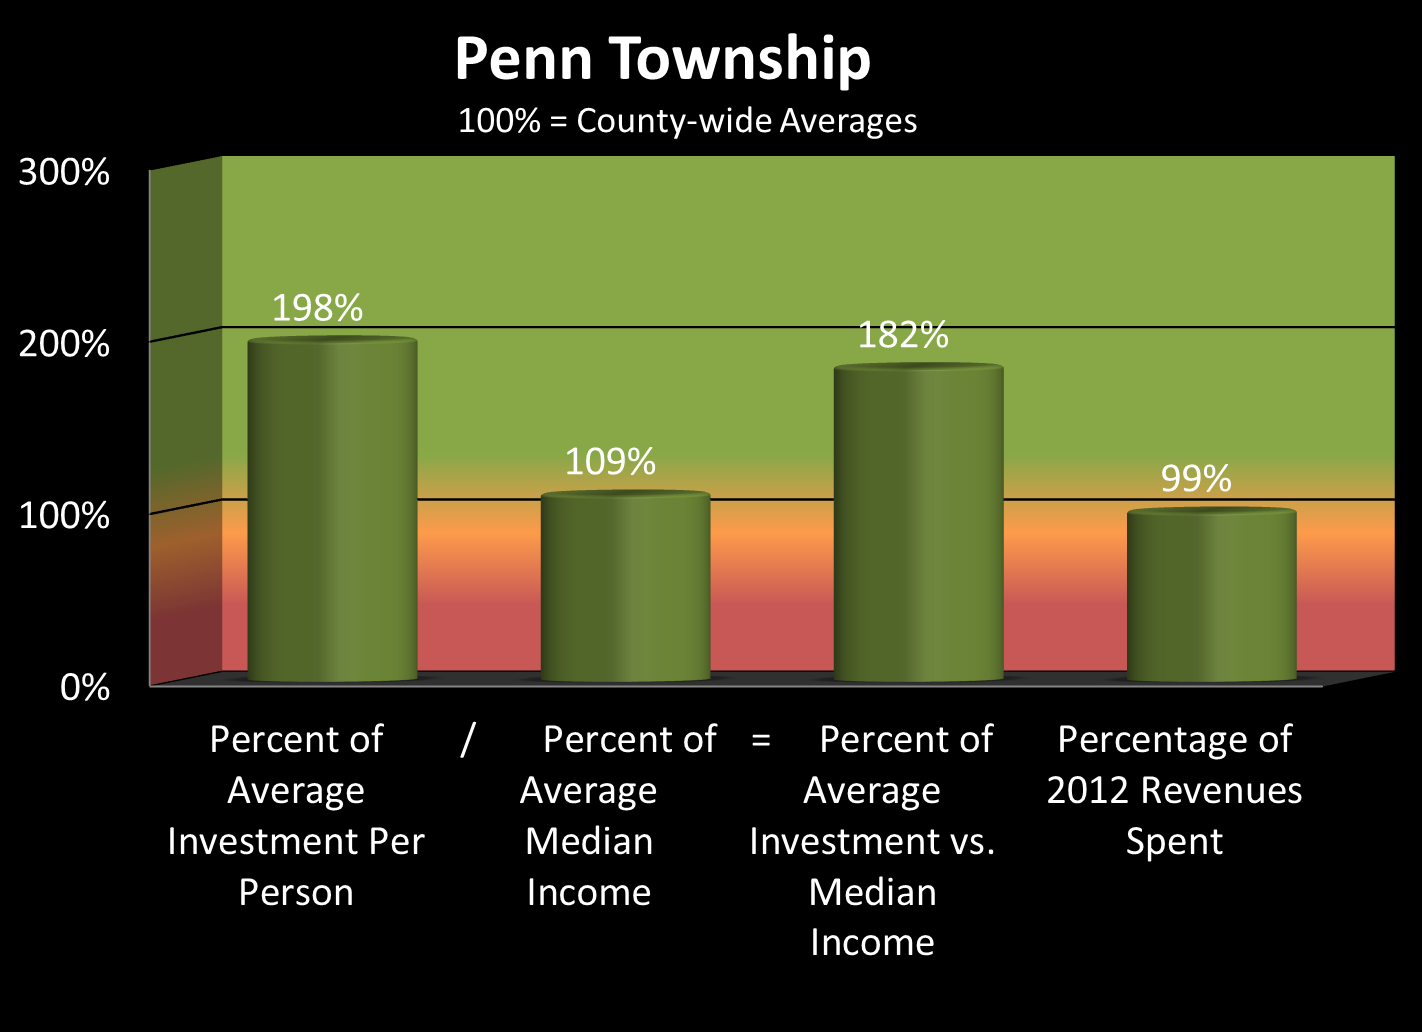 Penn Township
100% = County-wide Averages
300%
200%
100%
0%
198%
109%
182%
99%
Percent of
Average
Investment Per
Person
/
Percent of
Average
Median
Income
=
Percent of
Average
Investment vs.
Median
Income
Percentage of
2012 Revenues
Spent